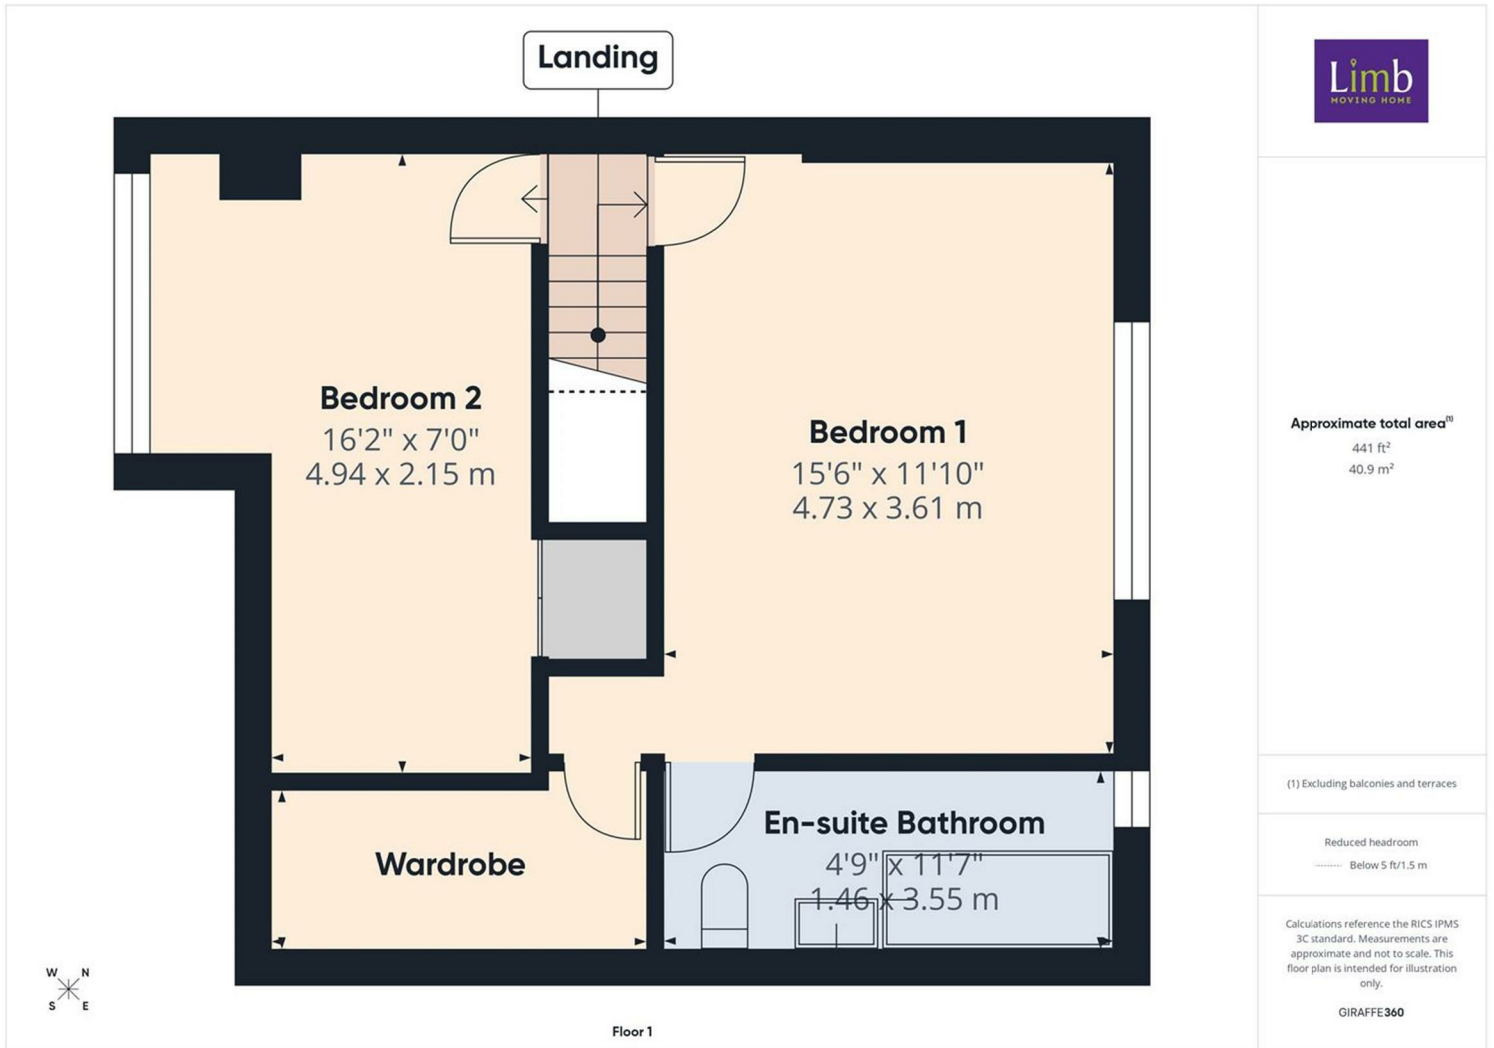 Landing
Bedroom 2
16'2" x 7'0"
4.94 x 2.15 m
Bedroom 1
15'6" x 11'10"
4.73 x 3.61 m
Wardrobe
En-suite Bathroom
4'9" x 11'7"
1.46 x 3.55 m
W N
S E
Floor 1
Limb
MOVING HOME
Approximate total area(1)
441 ft²
40.9 m²
(1) Excluding balconies and terraces
Reduced headroom
Below 5 ft/1.5 m
Calculations reference the RICS IPMS
3C standard. Measurements are
approximate and not to scale. This
floor plan is intended for illustration
only.
GIRAFFE360